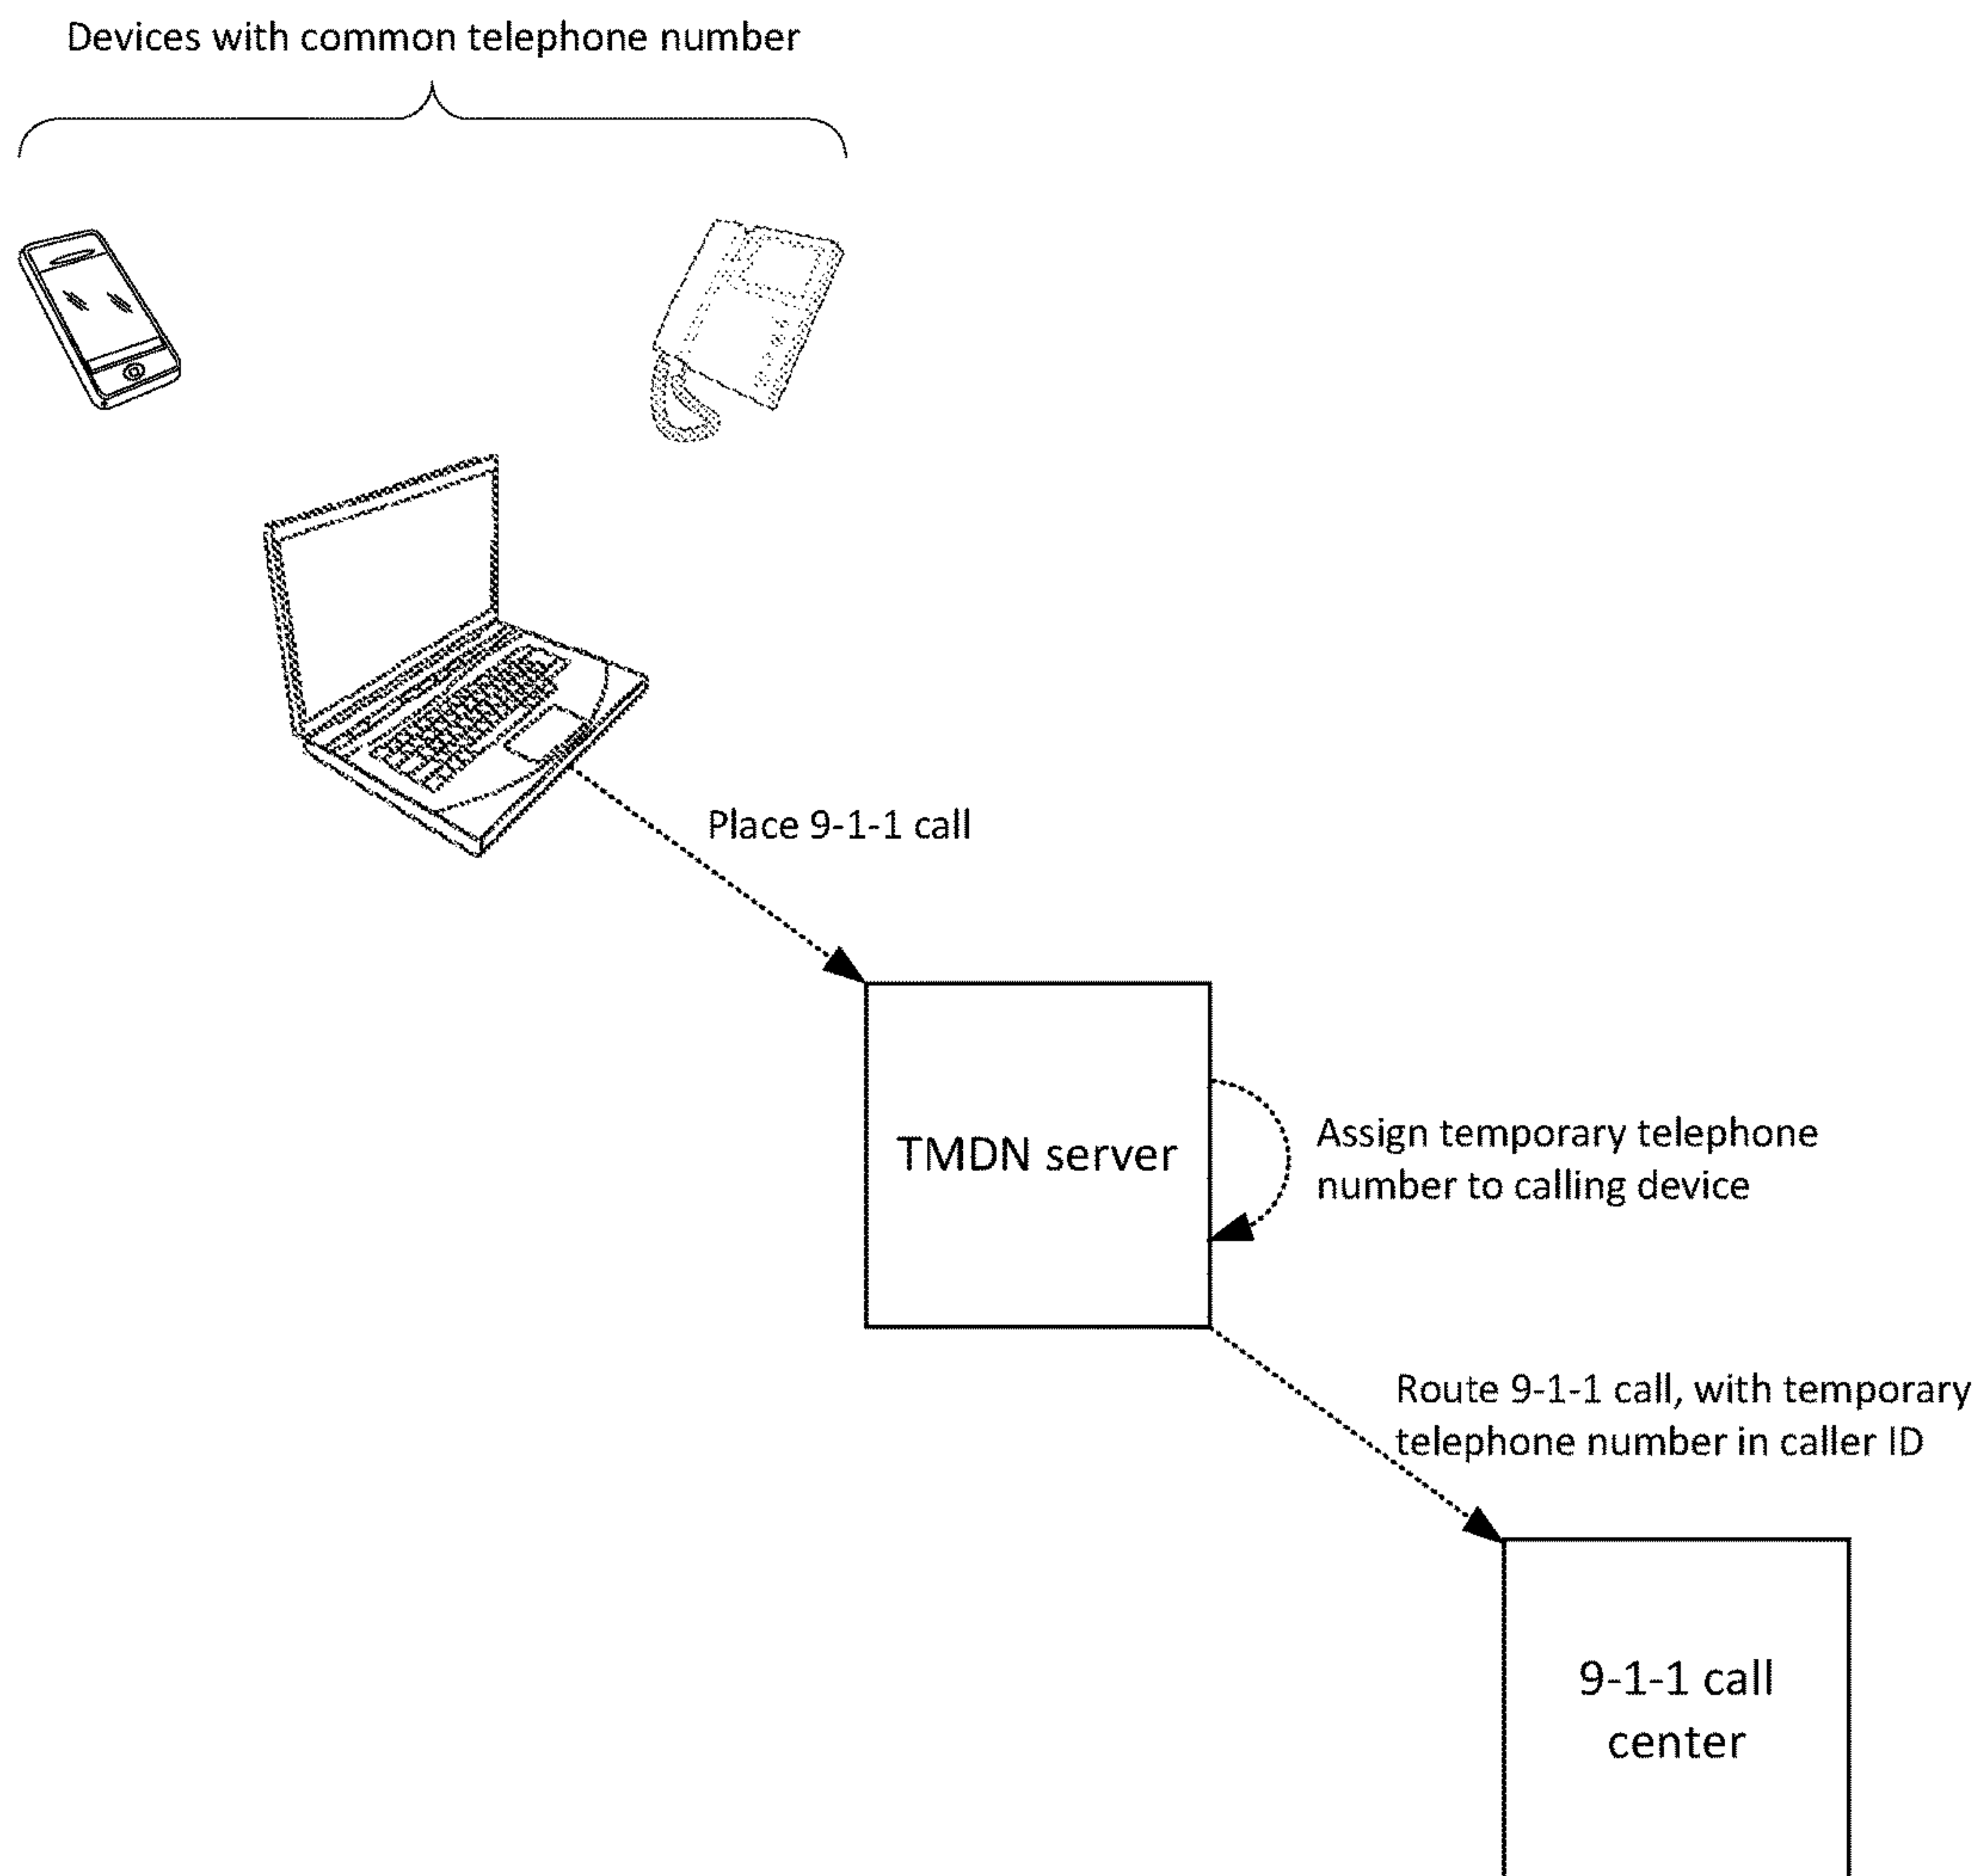 Devices with common telephone number
Place 9-1-1 call
TMDN server
Assign temporary telephone
number to calling device
Route 9-1-1 call, with temporary
telephone number in caller ID
9-1-1 call
center